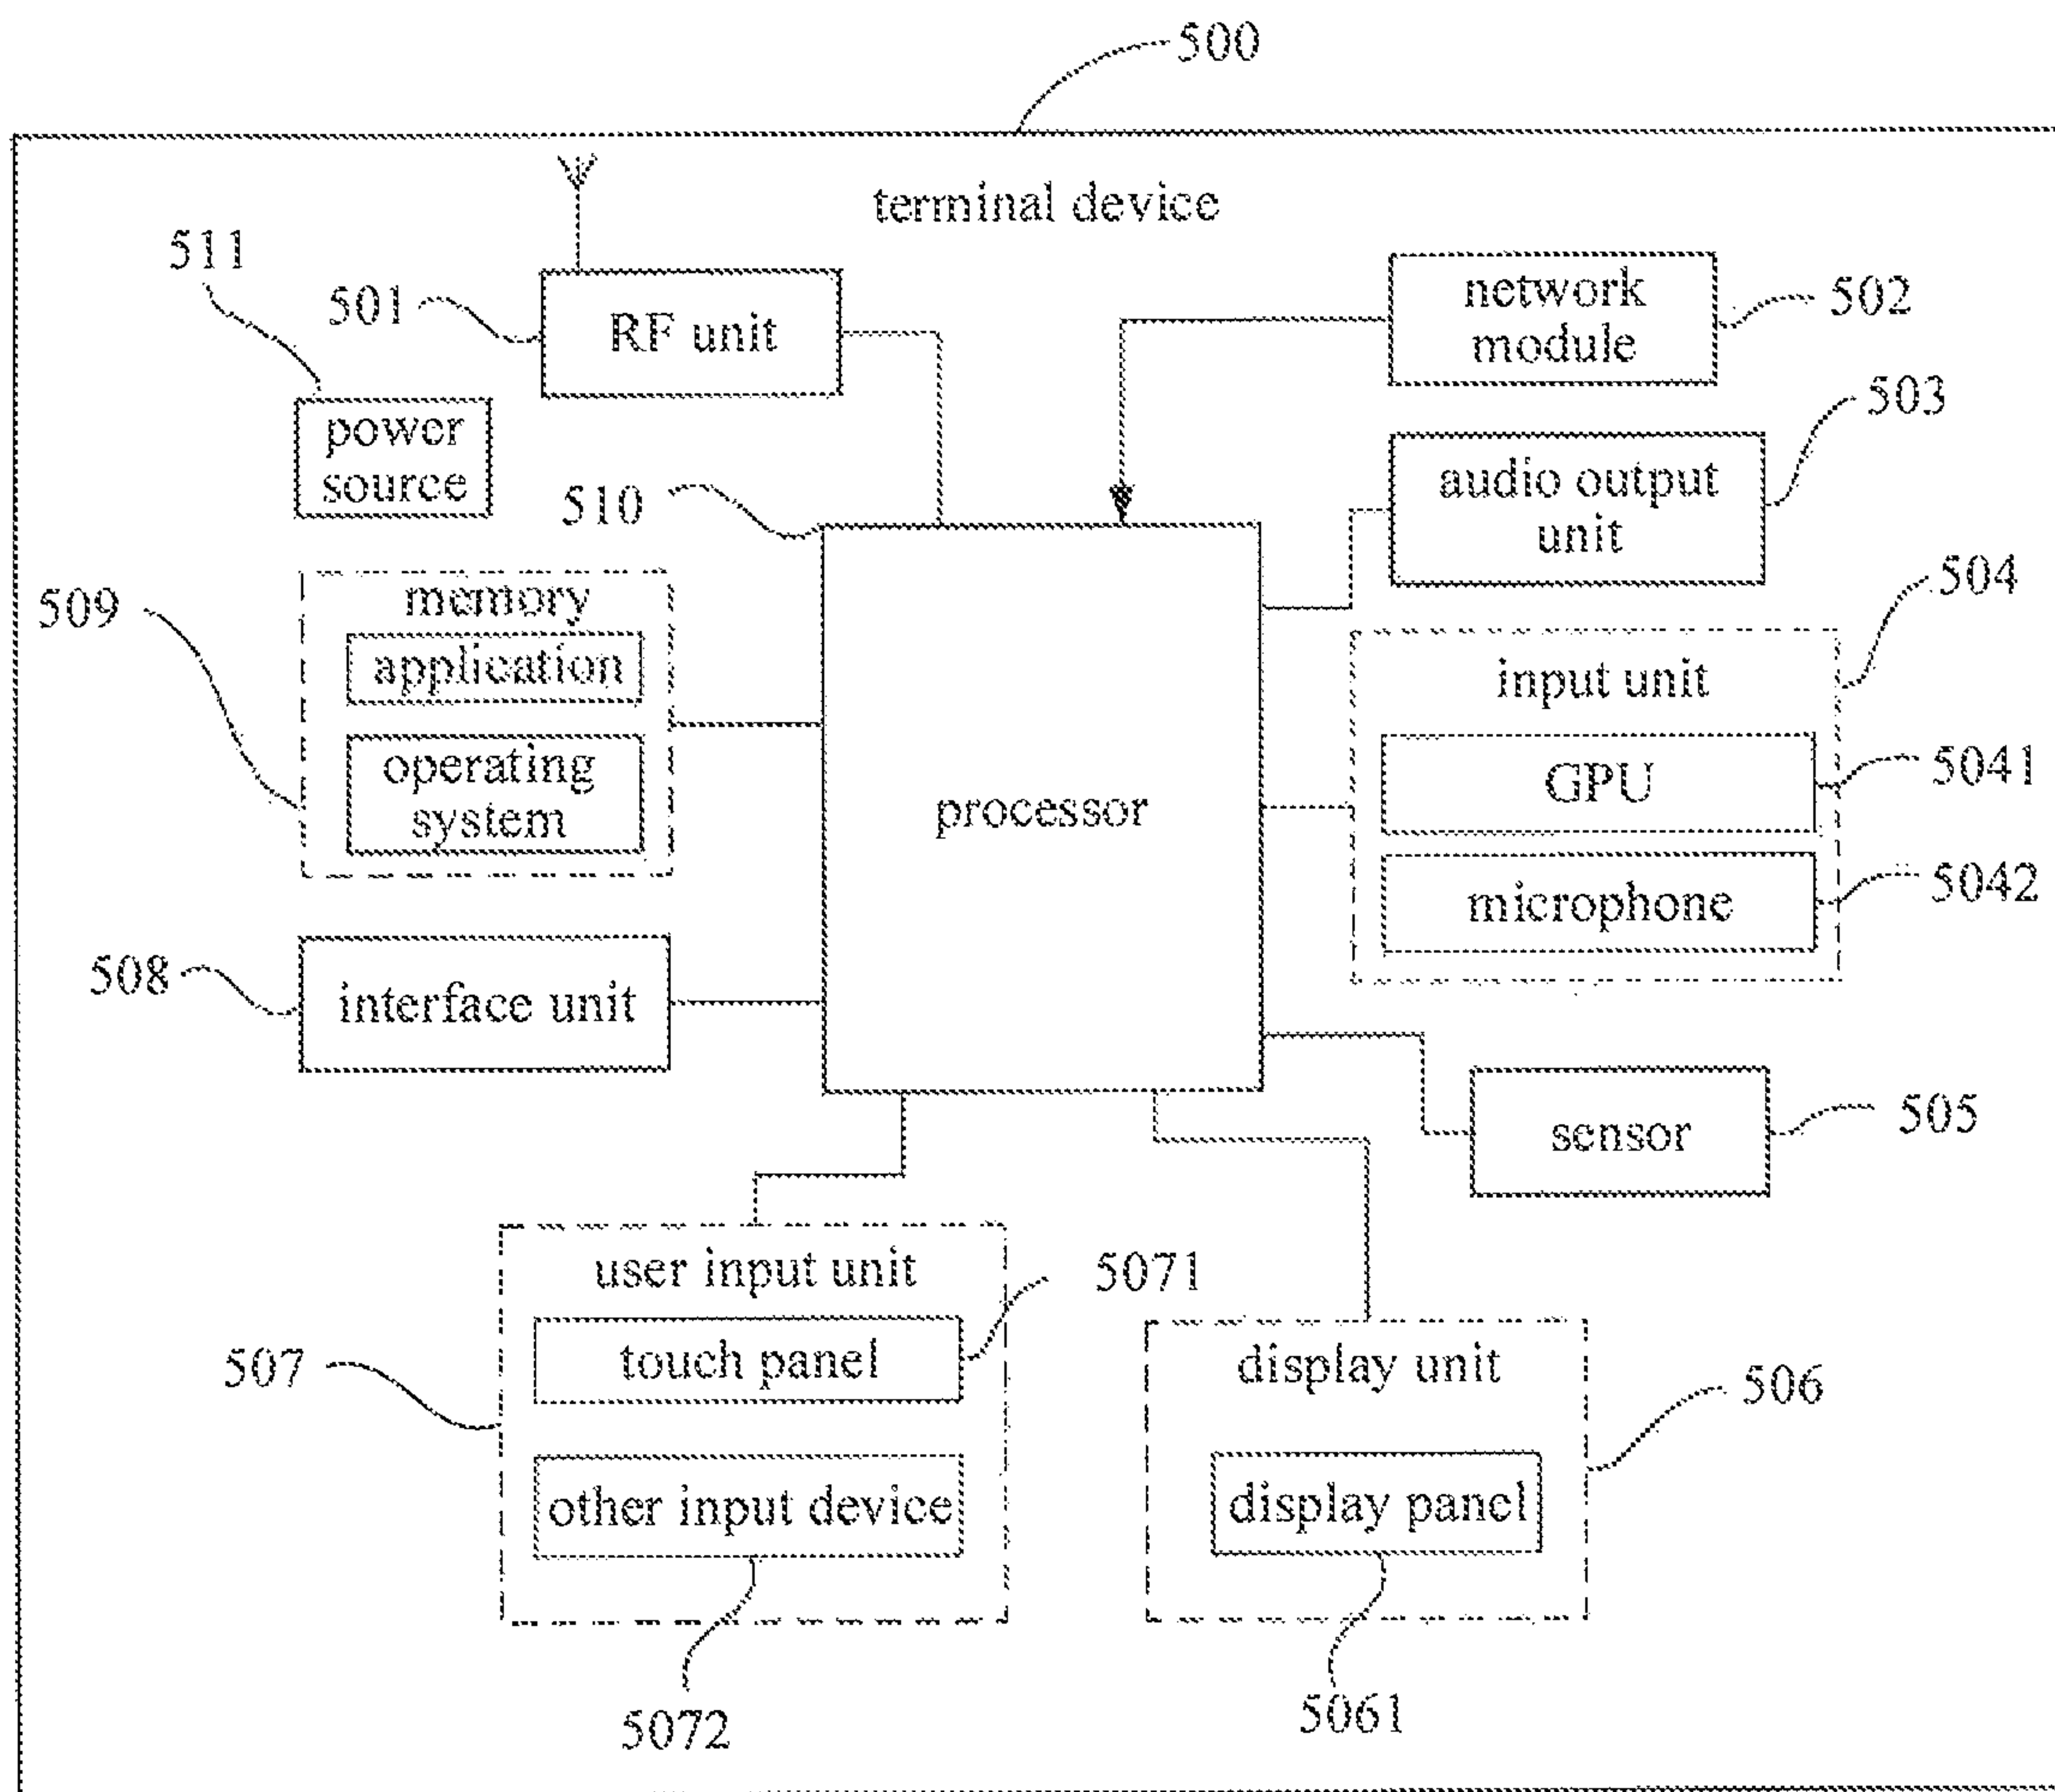 500
terminal device
511
501
RF unit
network
module
502
503
power
source
audio output
unit
510
504
509
memory
application
operating
system
processor
input unit
GPU
5041
microphone
5042
508
interface unit
sensor
505
user input unit
5071
touch panel
507
other input device
5072
display unit
506
display panel
5061